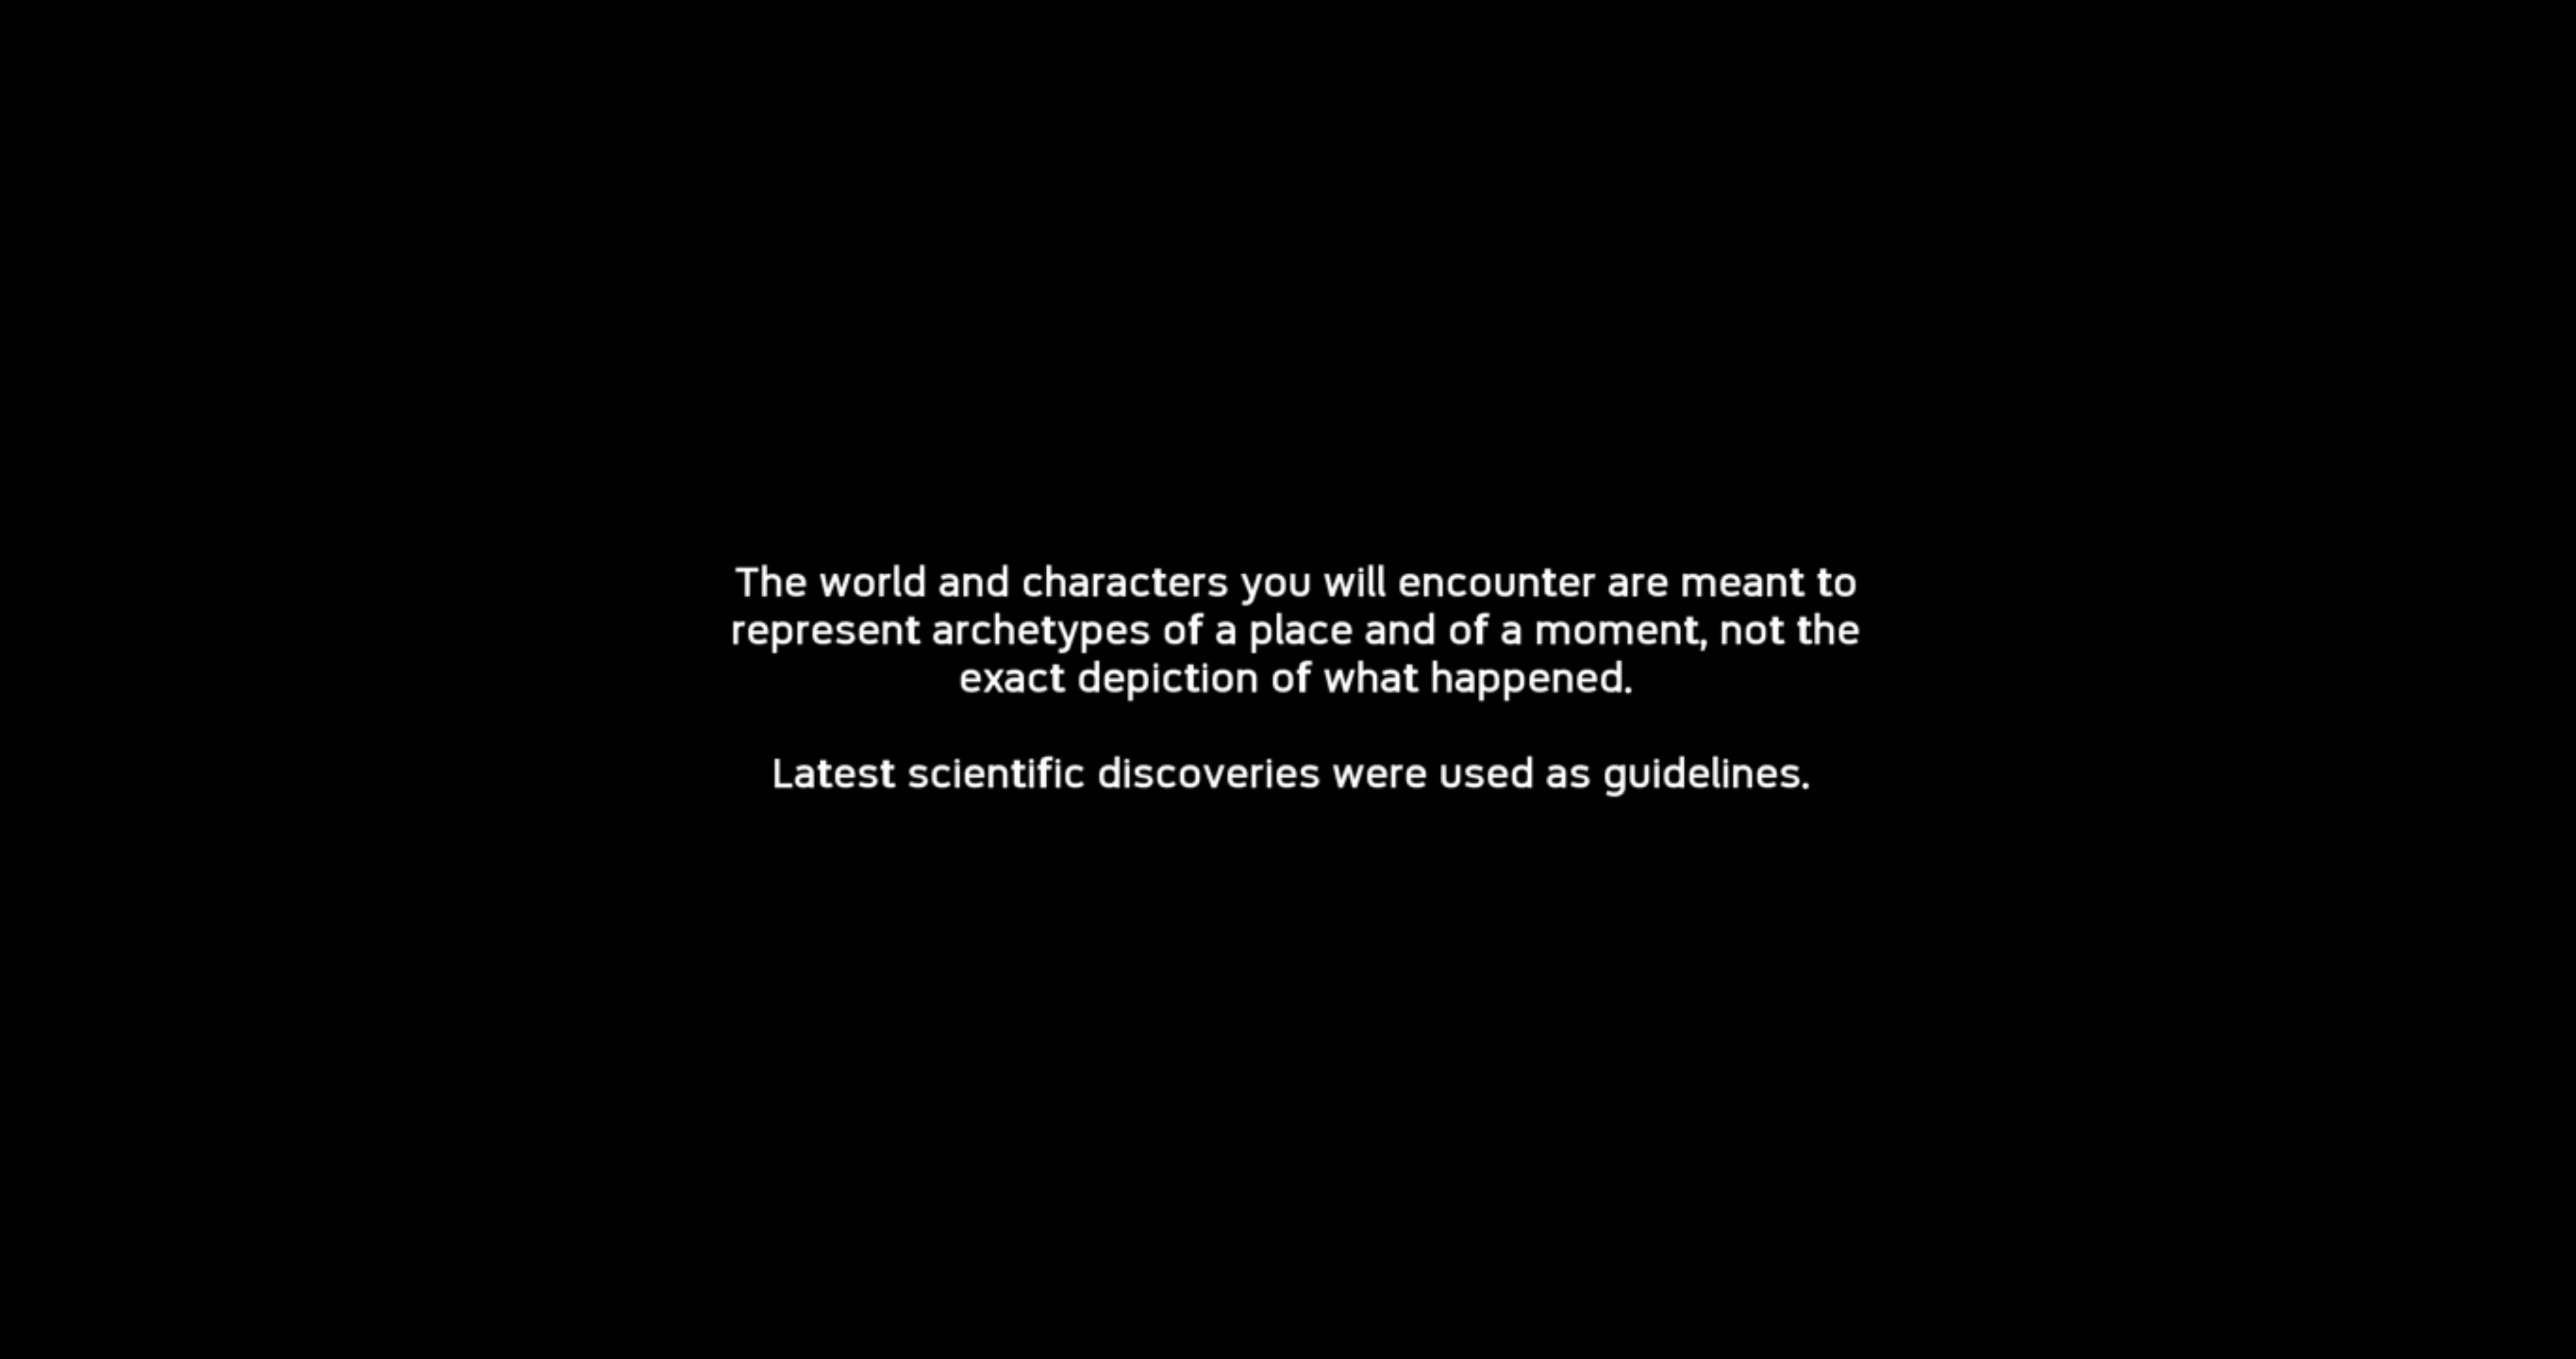 The world and characters you will encounter are meant to
represent archetypes of a place and of a moment, not the
exact depiction of what happened.
Latest scientific discoveries were used as guidelines.